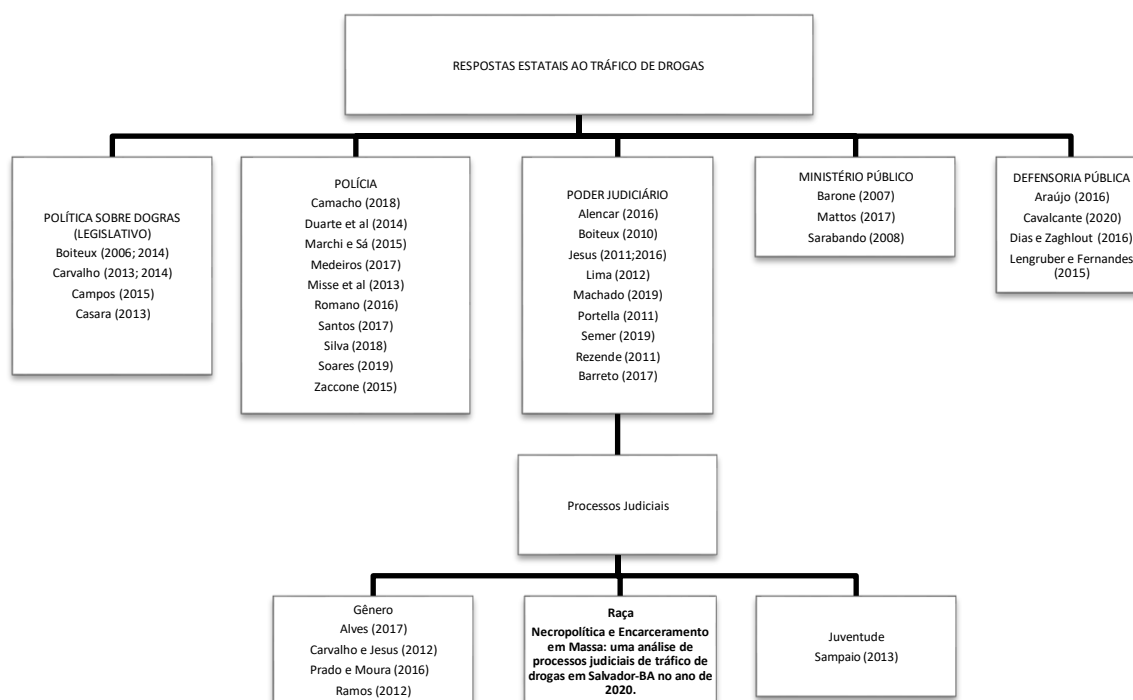 RESPOSTAS ESTATAIS AO TRÁFICO DE DROGAS
POLÍTICA SOBRE DOGRAS
(LEGISLATIVO)
Boiteux (2006; 2014)
Carvalho (2013; 2014)
Campos (2015)
Casara (2013)
POLÍCIA
Camacho (2018)
Duarte et al (2014)
Marchi e Sá (2015)
Medeiros (2017)
Misse et al (2013)
Romano (2016)
Santos (2017)
Silva (2018)
Soares (2019)
Zaccone (2015)
PODER JUDICIÁRIO
Alencar (2016)
Boiteux (2010)
Jesus (2011;2016)
Lima (2012)
Machado (2019)
Portella (2011)
Semer (2019)
Rezende (2011)
Barreto (2017)
MINISTÉRIO PÚBLICO
Barone (2007)
Mattos (2017)
Sarabando (2008)
DEFENSORIA PÚBLICA
Araújo (2016)
Cavalcante (2020)
Dias e Zaghlout (2016)
Lengruber e Fernandes
(2015)
Processos Judiciais
Gênero
Alves (2017)
Carvalho e Jesus (2012)
Prado e Moura (2016)
Ramos (2012)
Raça
Necropolítica e Encarceramento
em Massa: uma análise de
processos judiciais de tráfico de
drogas em Salvador-BA no ano de
2020.
Juventude
Sampaio (2013)